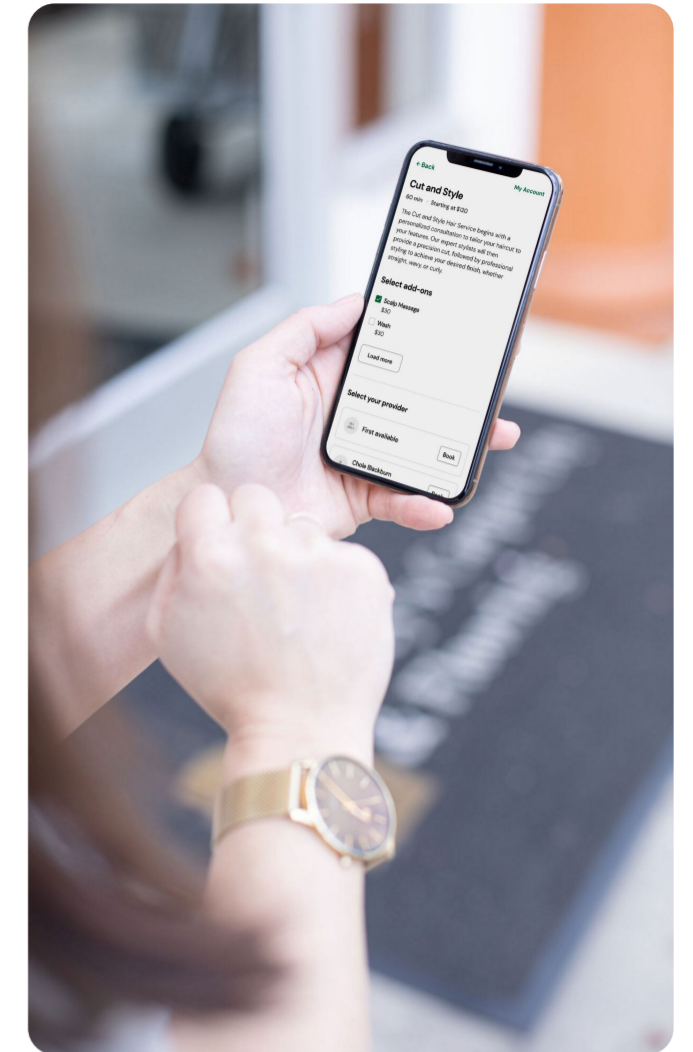 ← Back
My Account
Cut and Style
60 min · Starting at $120
The Cut and Style Hair Service begins with a
personalized consultation to tailor your haircut to
your features. Our expert stylists will then
provide a precision cut, followed by professional
styling to achieve your desired finish, whether
straight, wavy, or curly.
Select add-ons
Scalp Massage
$30
Wash
$30
Load more
Select your provider
First available
Book
Chole Blackburn
Book